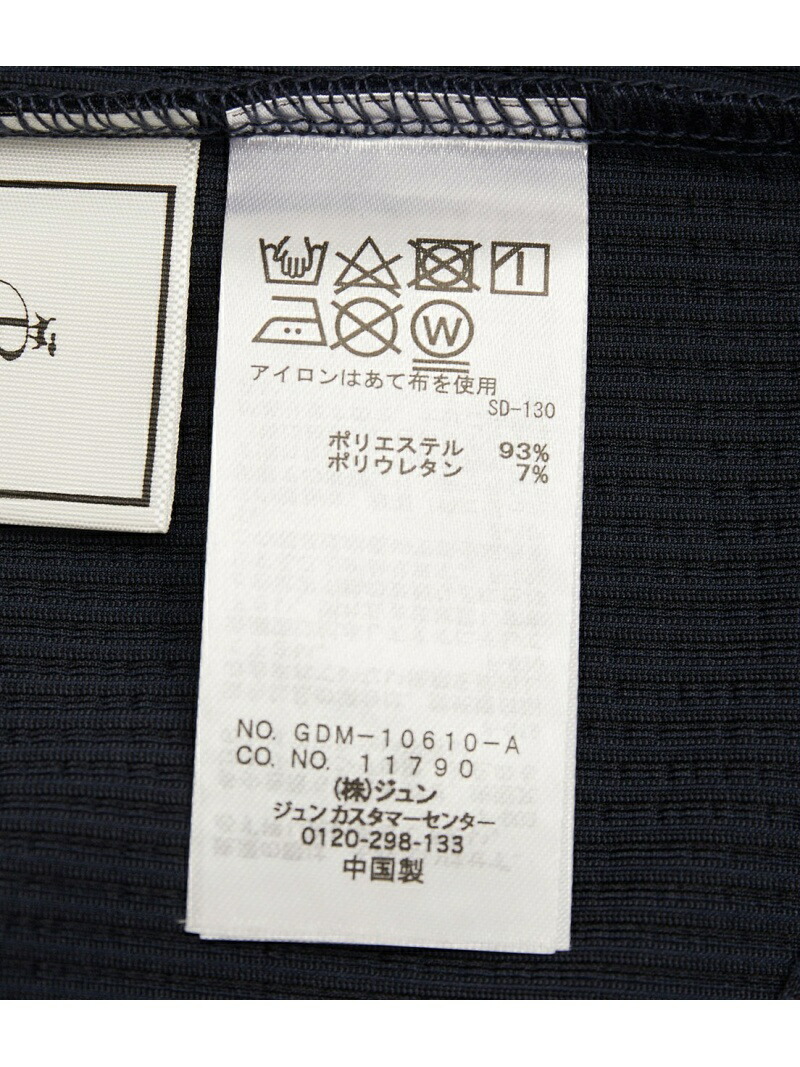 W
アイロンはあて布を使用
SD-130
ポリエステル 93%
ポリウレタン 7%
NO. GDM-10610-A
CO. NO. 11790
(株)ジュン
ジュン カスタマーセンター
0120-298-133
中国製